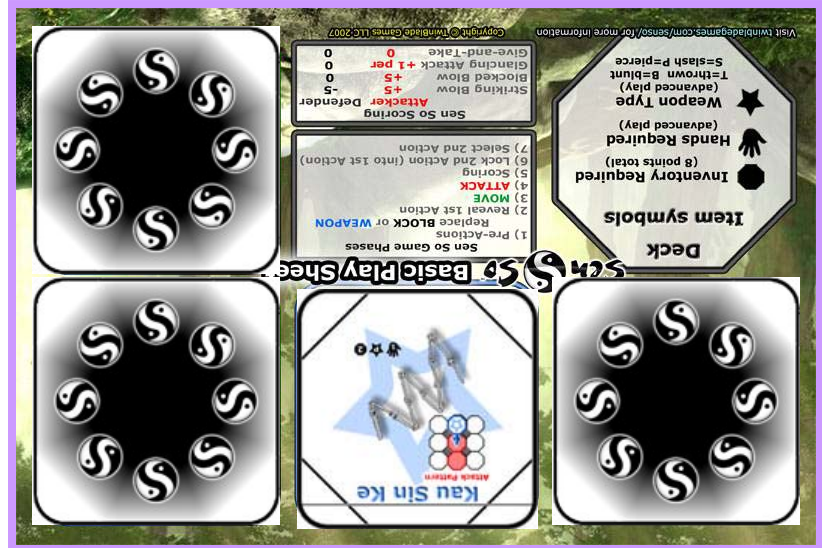 Kau Sin Ke
Attack Pattern
Sen So Basic Play Shee
Deck
Item symbols
Inventory Required
(8 points total)
Hands Required
(advanced play)
Weapon Type
(advanced play)
T=thrown B=blunt
S=slash P=pierce
Visit twinbladegames.com/senso/ for more information
Sen So Game Phases
1) Pre-Actions
Replace BLOCK or WEAPON
2) Reveal 1st Action
3) MOVE
4) ATTACK
5) Scoring
6) Lock 2nd Action (into 1st Action)
7) Select 2nd Action
Sen So Scoring
Attacker Defender
Striking Blow +5 -5
Blocked Blow +5 0
Glancing Attack +1 per 0
Give-and-Take 0 0
Copyright © TwinBlade Games LLC 2007